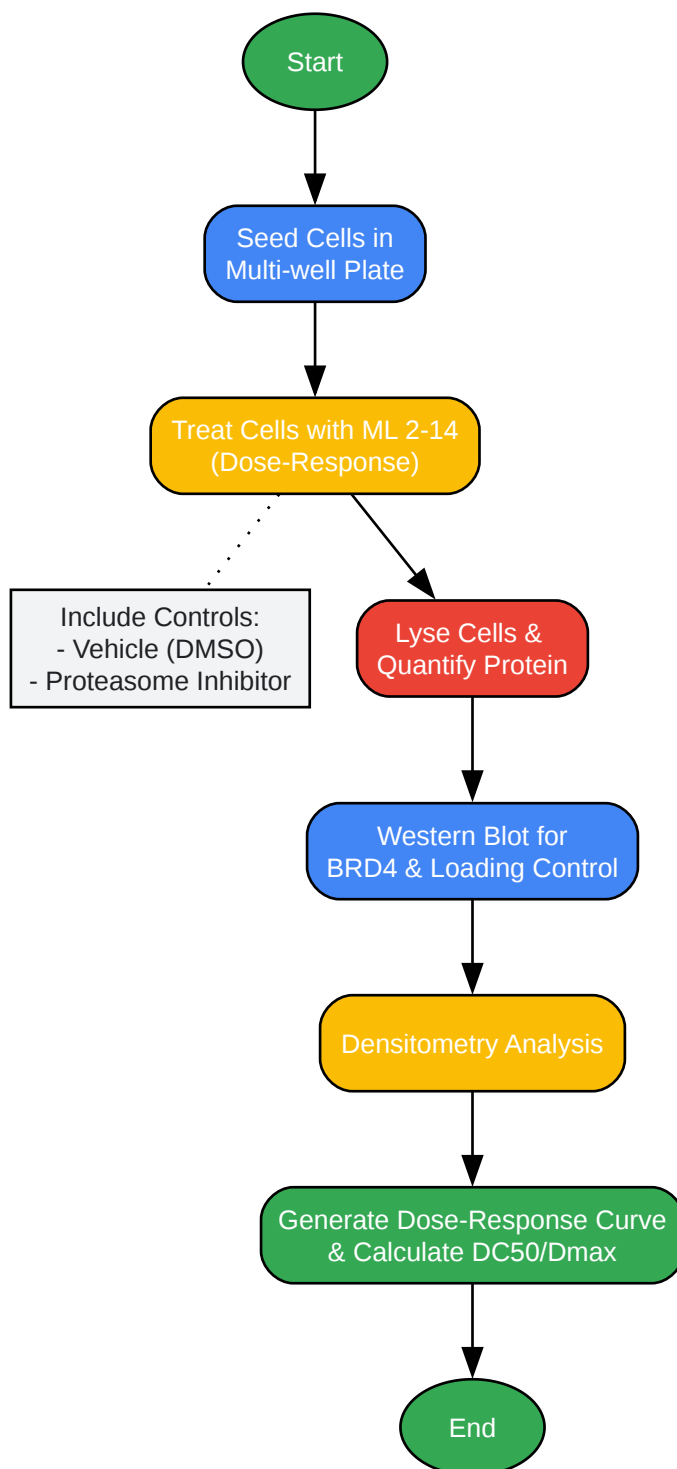 Start
Seed Cells in
Multi-well Plate
Treat Cells with ML 2-14
(Dose-Response)
Include Controls:
- Vehicle (DMSO)
- Proteasome Inhibitor
Lyse Cells &
Quantify Protein
Western Blot for
BRD4 & Loading Control
Densitometry Analysis
Generate Dose-Response Curve
& Calculate DC50/Dmax
End